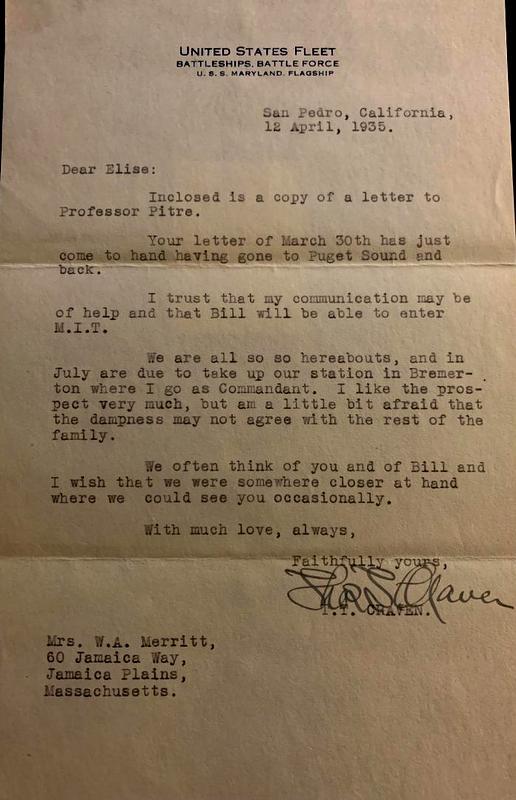 UNITED STATES FLEET
BATTLESHIPS, BATTLE FORCE
U. S. S. MARYLAND, FLAGSHIP
San Pedro, California,
12 April, 1935.
Dear Elise:
Inclosed is a copy of a letter to
Professor Pitre.
Your letter of March 30th has just
come to hand having gone to Puget Sound and
back.
I trust that my communication may be
of help and that Bill will be able to enter
M.I.T.
We are all so so hereabouts, and in
July are due to take up our station in Bremer-
ton where I go as Commandant. I like the pros-
pect very much, but am a little bit afraid that
the dampness may not agree with the rest of the
family.
We often think of you and of Bill and
I wish that we were somewhere closer at hand
where we could see you occasionally.
With much love, always,
Faithfully yours,
Craven
T.T. CRAVEN.
Mrs. W.A. Merritt,
60 Jamaica Way,
Jamaica Plains,
Massachusetts.